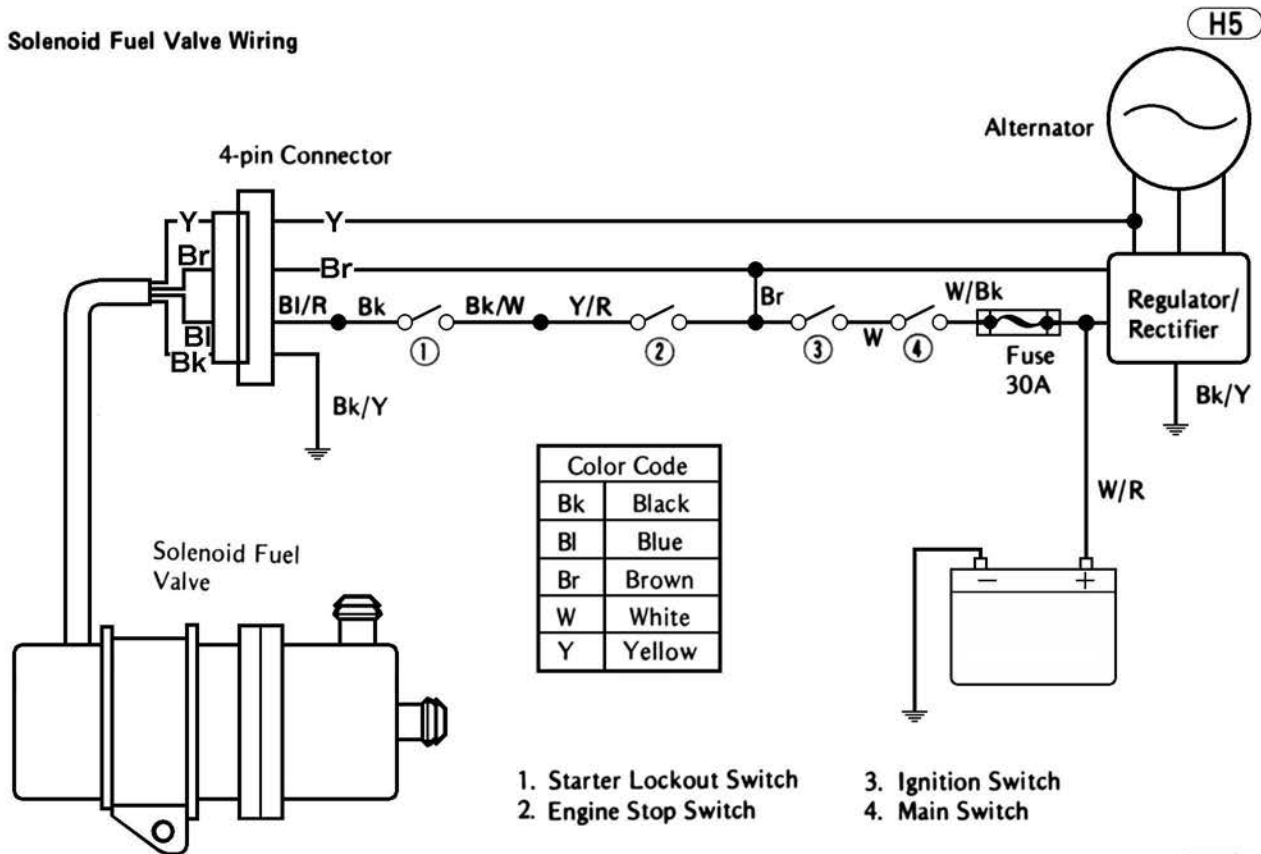 Solenoid Fuel Valve Wiring
H5
Alternator
4-pin Connector
Y
Y
Br
Br
Bl/R
Bk
Bk/W
Y/R
Br
W
W/Bk
Bl
Bk
1
2
3
4
Fuse
30A
Regulator/
Rectifier
Bk/Y
Bk/Y
W/R
Color Code
Bk Black
Bl Blue
Br Brown
W White
Y Yellow
Solenoid Fuel
Valve
− +
1. Starter Lockout Switch
2. Engine Stop Switch
3. Ignition Switch
4. Main Switch